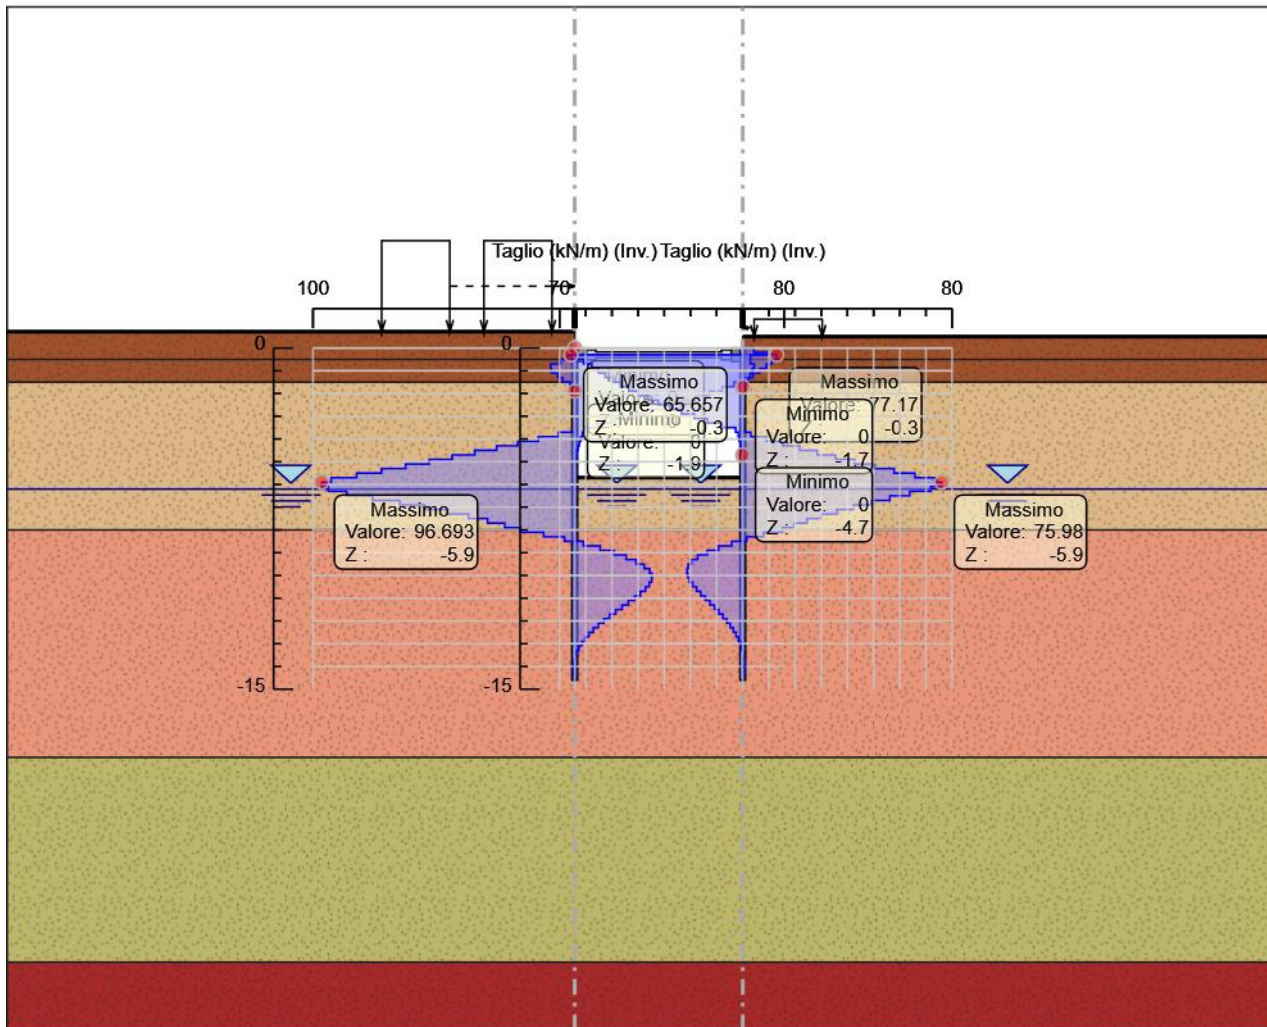 Taglio (kN/m) (Inv.) Taglio (kN/m) (Inv.)
100
70
80
80
0
0
Massimo
Valore: 65.657
Z : -0.3
Massimo
77.17
-0.3
Minimo
0
-1.9
Minimo
Valore: 0
Z : -1.7
Minimo
Valore: 0
Z : -4.7
Massimo
Valore: 96.693
Z : -5.9
Massimo
Valore: 75.98
Z : -5.9
-15
-15